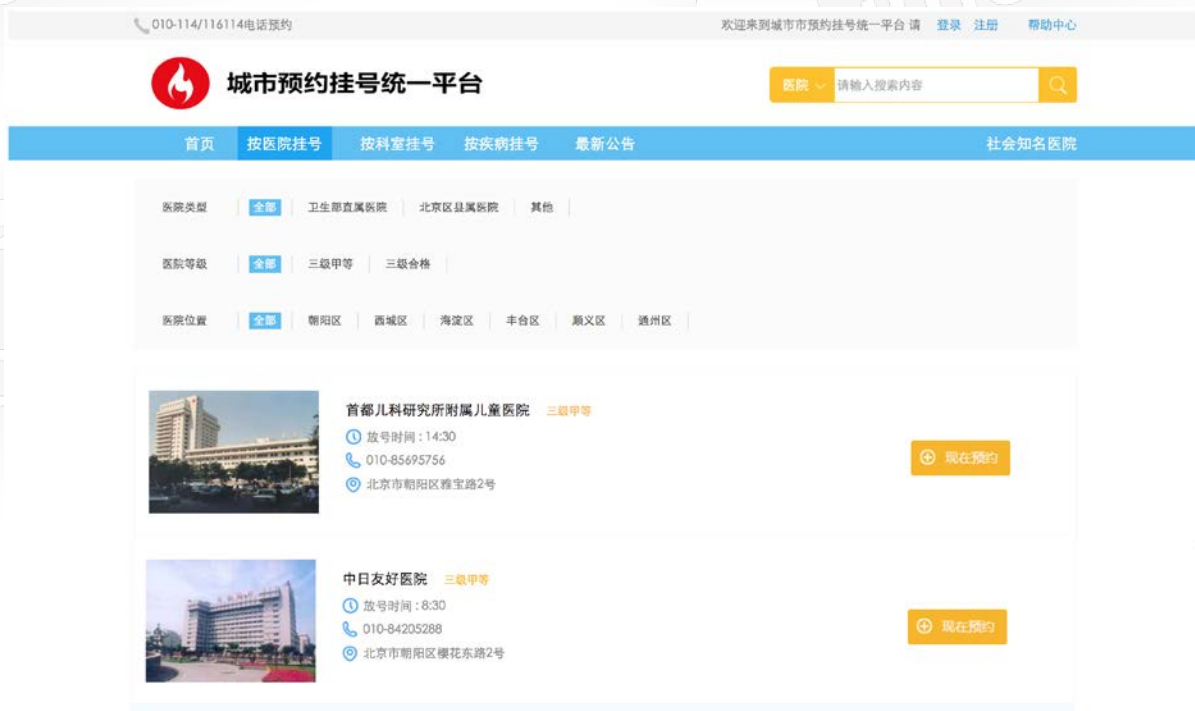 010-114/116114电话预约 欢迎来到城市市预约挂号统一平台 请 登录 注册 帮助中心
城市预约挂号统一平台 医院 请输入搜索内容
首页 按医院挂号 按科室挂号 按疾病挂号 最新公告 社会知名医院
医院类型 全部 卫生部直属医院 北京区县属医院 其他
医院等级 全部 三级甲等 三级合格
医院位置 全部 朝阳区 西城区 海淀区 丰台区 顺义区 通州区
首都儿科研究所附属儿童医院 三级甲等
放号时间：14:30
010-85695756 现在预约
北京市朝阳区雅宝路2号
中日友好医院 三级甲等
放号时间：8:30
010-84205288 现在预约
北京市朝阳区樱花东路2号